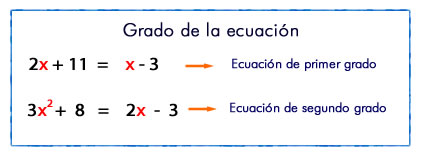 Grado de la ecuación
2x + 11 = x - 3 → Ecuación de primer grado
3x² + 8 = 2x - 3 → Ecuación de segundo grado